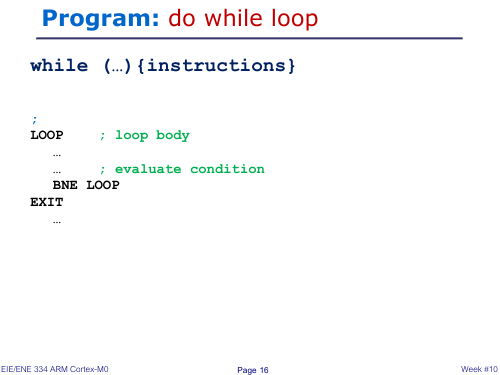 Program: do while loop
while (…){instructions}
;
LOOP ; loop body
…
… ; evaluate condition
BNE LOOP
EXIT
…
EIE/ENE 334 ARM Cortex-M0 Page 16 Week #10